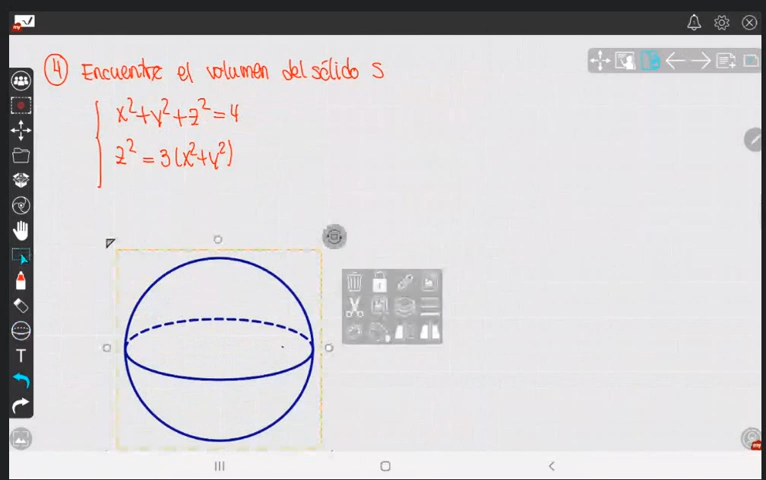 ④ Encuentre el volumen del sólido S
x²+y²+z²=4
z²=3(x²+y²)
T